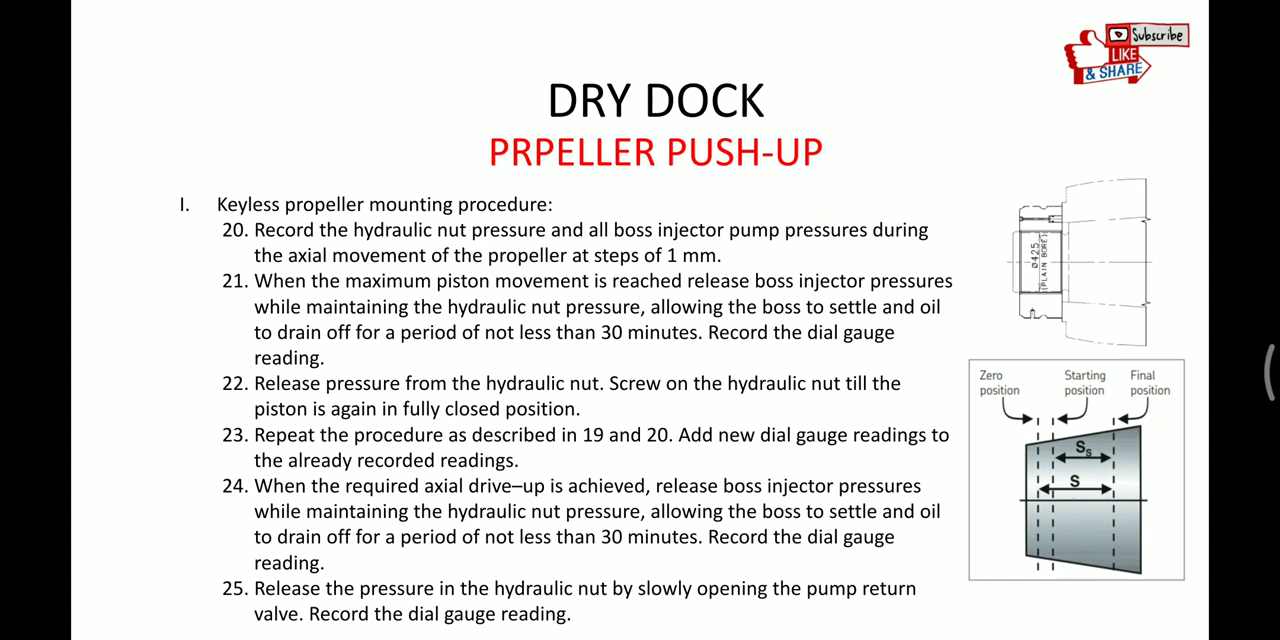 Subscribe
LIKE
& SHARE
DRY DOCK
PRPELLER PUSH-UP
I. Keyless propeller mounting procedure:
20. Record the hydraulic nut pressure and all boss injector pump pressures during
the axial movement of the propeller at steps of 1 mm.
21. When the maximum piston movement is reached release boss injector pressures
while maintaining the hydraulic nut pressure, allowing the boss to settle and oil
to drain off for a period of not less than 30 minutes. Record the dial gauge
reading.
22. Release pressure from the hydraulic nut. Screw on the hydraulic nut till the
piston is again in fully closed position.
23. Repeat the procedure as described in 19 and 20. Add new dial gauge readings to
the already recorded readings.
24. When the required axial drive–up is achieved, release boss injector pressures
while maintaining the hydraulic nut pressure, allowing the boss to settle and oil
to drain off for a period of not less than 30 minutes. Record the dial gauge
reading.
25. Release the pressure in the hydraulic nut by slowly opening the pump return
valve. Record the dial gauge reading.
ø425
(PLAIN BORE)
Zero position
Starting position
Final position
Ss
S